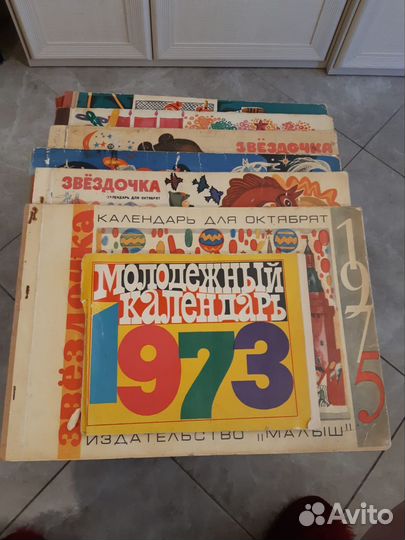 ЗВЁЗДОЧКА
ЗВЁЗДОЧКА
КАЛЕНДАРЬ ДЛЯ ОКТЯБРЯТ
КАЛЕНДАРЬ ДЛЯ ОКТЯБРЯТ
звёздочка
1975
Молодежный
календарь
1973
ИЗДАТЕЛЬСТВО „МАЛЫШ"
Avito